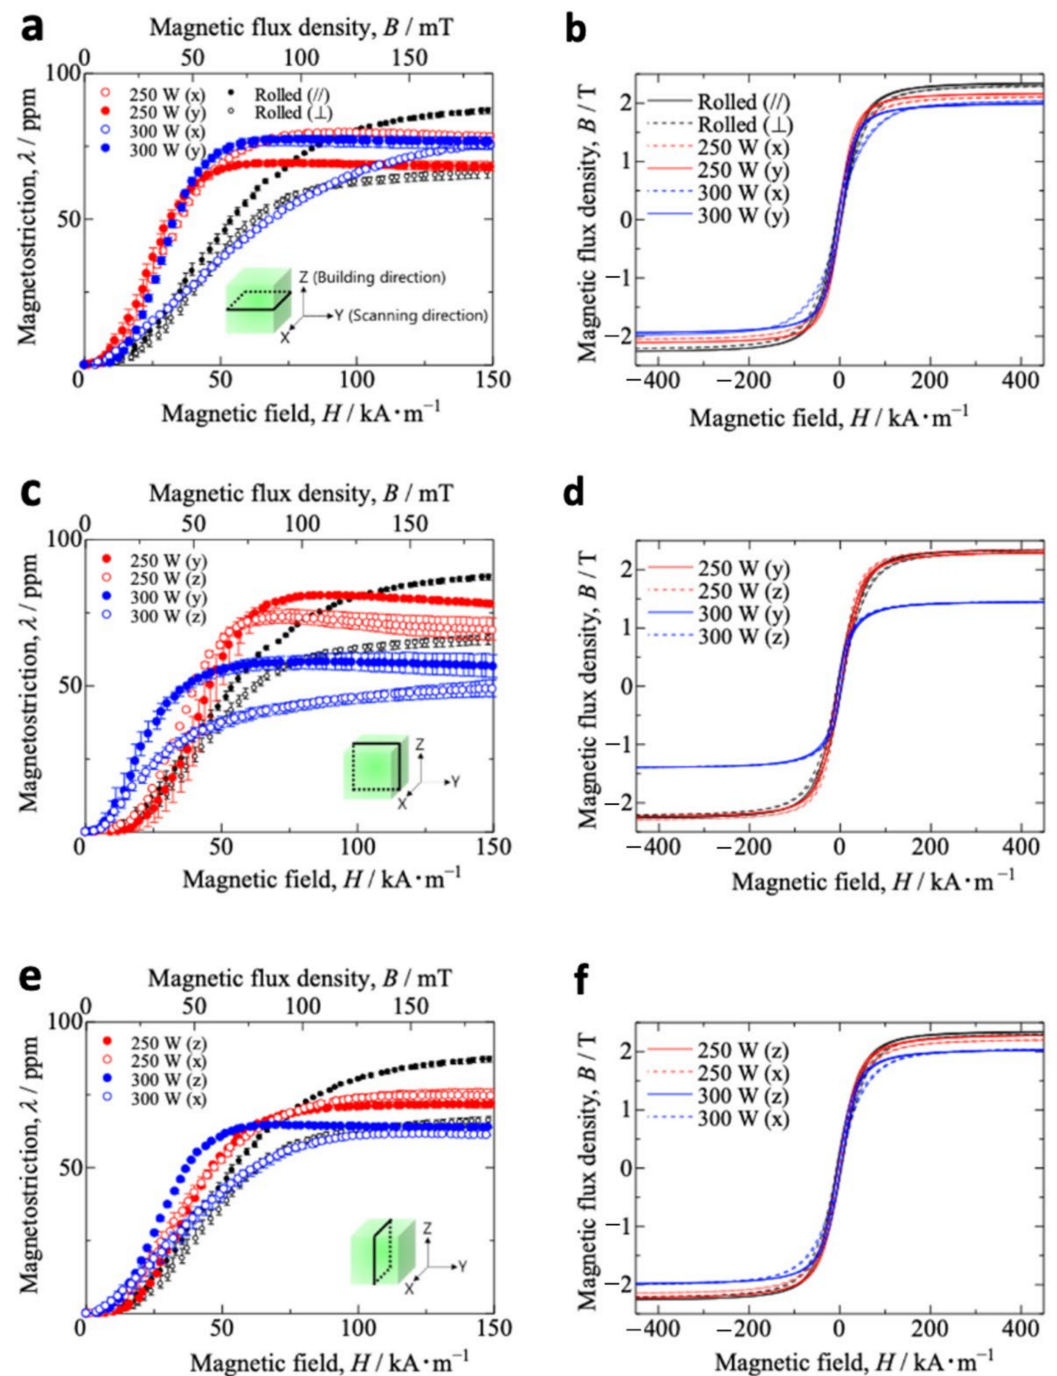 a
Magnetic flux density, B / mT
0 50 100 150
100
50
0
Magnetostriction, λ / ppm
250 W (x)
250 W (y)
300 W (x)
300 W (y)
Rolled (//)
Rolled (⊥)
Z (Building direction)
Y (Scanning direction)
X
0 50 100 150
Magnetic field, H / kA·m⁻¹
b
Magnetic flux density, B / T
2
1
0
−1
−2
Rolled (//)
Rolled (⊥)
250 W (x)
250 W (y)
300 W (x)
300 W (y)
−400 −200 0 200 400
Magnetic field, H / kA·m⁻¹
c
Magnetic flux density, B / mT
0 50 100 150
100
50
0
Magnetostriction, λ / ppm
250 W (y)
250 W (z)
300 W (y)
300 W (z)
Z
Y
X
0 50 100 150
Magnetic field, H / kA·m⁻¹
d
Magnetic flux density, B / T
2
1
0
−1
−2
250 W (y)
250 W (z)
300 W (y)
300 W (z)
−400 −200 0 200 400
Magnetic field, H / kA·m⁻¹
e
Magnetic flux density, B / mT
0 50 100 150
100
50
0
Magnetostriction, λ / ppm
250 W (z)
250 W (x)
300 W (z)
300 W (x)
Z
Y
X
0 50 100 150
Magnetic field, H / kA·m⁻¹
f
Magnetic flux density, B / T
2
1
0
−1
−2
250 W (z)
250 W (x)
300 W (z)
300 W (x)
−400 −200 0 200 400
Magnetic field, H / kA·m⁻¹